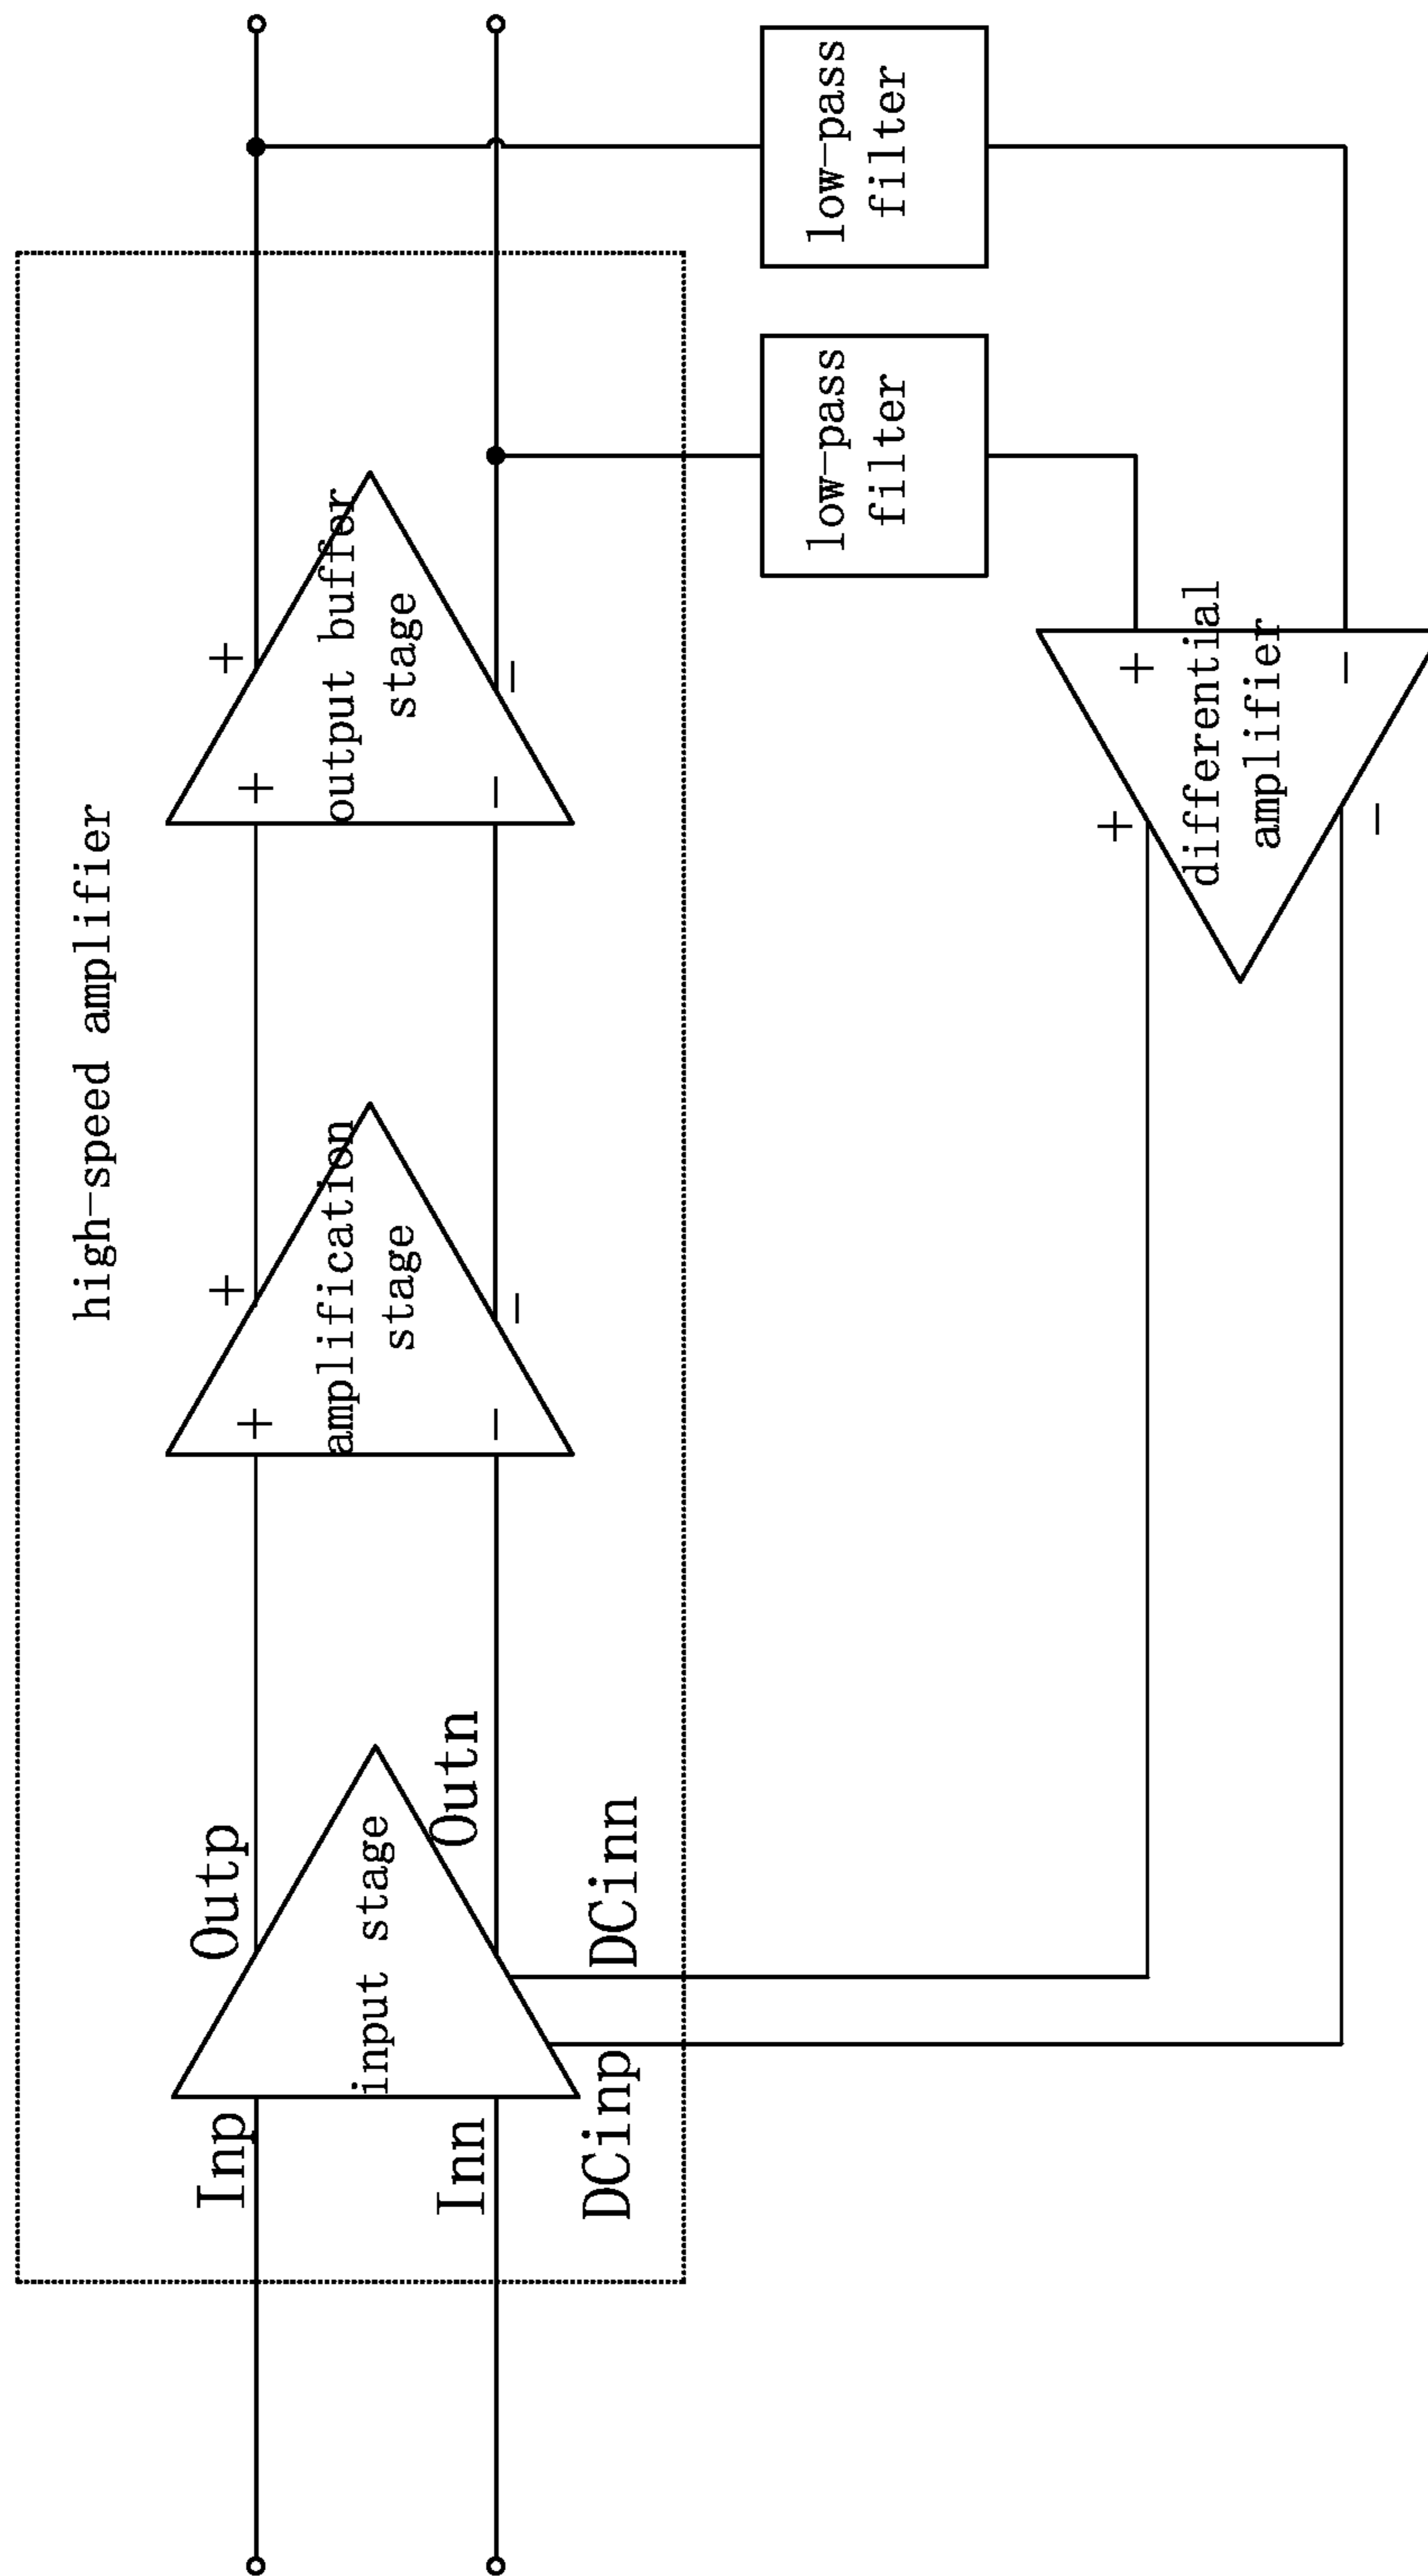 high-speed amplifier
Inp
Inn
input stage
Outp
Outn
DCinp
DCinn
+
−
amplification
stage
+
−
+
−
output buffer
stage
+
−
low-pass
filter
low-pass
filter
+
−
differential
amplifier
+
−